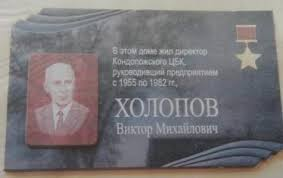 В этом доме жил директор
Кондопожского ЦБК,
руководивший предприятием
с 1955 по 1982 гг.,
ХОЛОПОВ
Виктор Михайлович